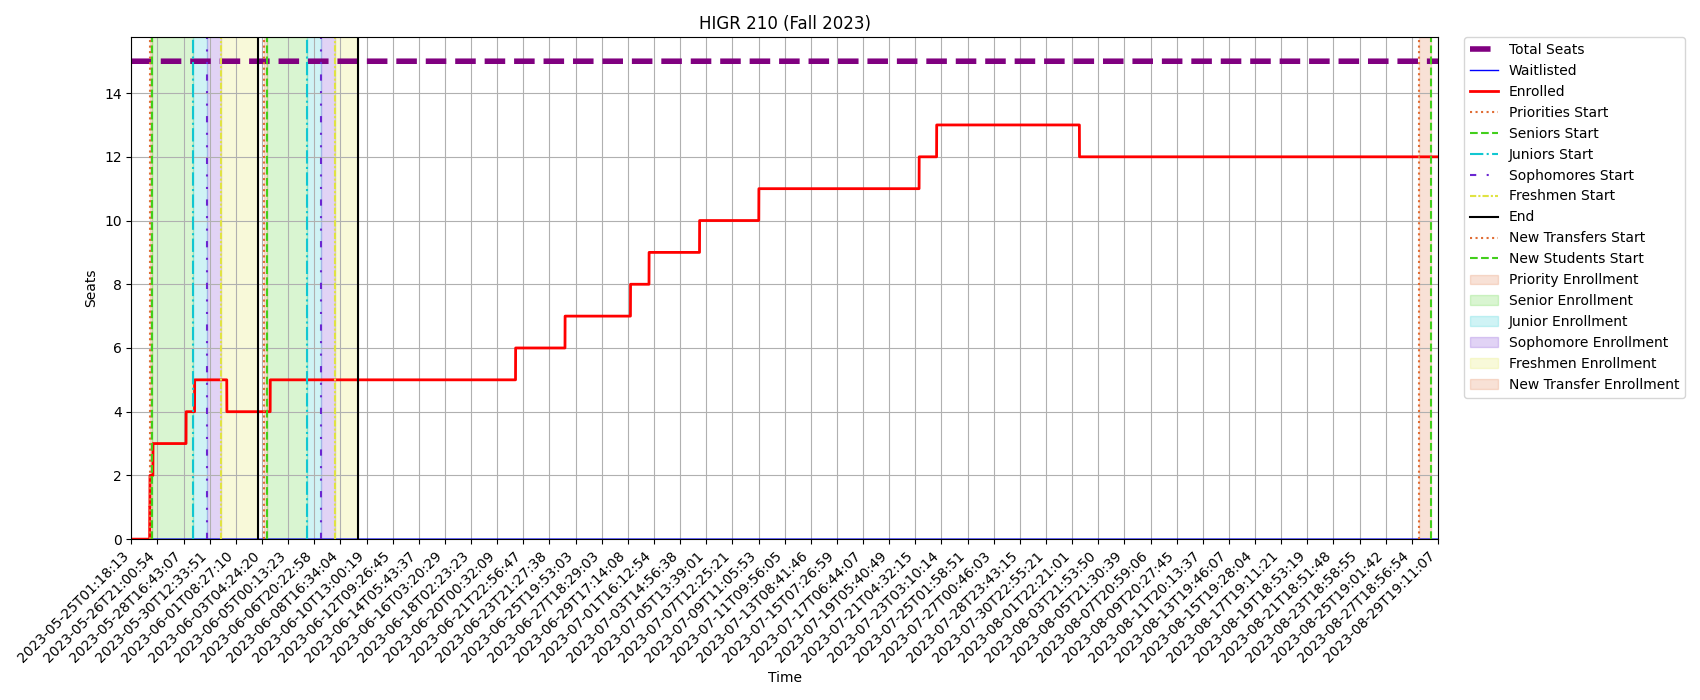 HIGR 210 (Fall 2023)
Seats
14
12
10
8
6
4
2
0
2023-05-25T01:18:13
2023-05-26T21:00:54
2023-05-28T16:43:07
2023-05-30T12:33:51
2023-06-01T08:27:10
2023-06-03T04:24:20
2023-06-05T00:13:23
2023-06-06T20:22:58
2023-06-08T16:34:04
2023-06-10T13:00:19
2023-06-12T09:26:45
2023-06-14T05:43:37
2023-06-16T03:20:29
2023-06-18T02:23:23
2023-06-20T00:32:09
2023-06-21T22:56:47
2023-06-23T21:27:38
2023-06-25T19:53:03
2023-06-27T18:29:03
2023-06-29T17:14:08
2023-07-01T16:12:54
2023-07-03T14:56:38
2023-07-05T13:39:01
2023-07-07T12:25:21
2023-07-09T11:05:53
2023-07-11T09:56:05
2023-07-13T08:41:46
2023-07-15T07:26:59
2023-07-17T06:44:07
2023-07-19T05:40:49
2023-07-21T04:32:15
2023-07-23T03:10:14
2023-07-25T01:58:51
2023-07-27T00:46:03
2023-07-28T23:43:15
2023-07-30T22:55:21
2023-08-01T22:21:01
2023-08-03T21:53:50
2023-08-05T21:30:39
2023-08-07T20:59:06
2023-08-09T20:27:45
2023-08-11T20:13:37
2023-08-13T19:46:07
2023-08-15T19:28:04
2023-08-17T19:11:21
2023-08-19T18:53:19
2023-08-21T18:51:48
2023-08-23T18:58:55
2023-08-25T19:01:42
2023-08-27T18:56:54
2023-08-29T19:11:07
Time
Total Seats
Waitlisted
Enrolled
Priorities Start
Seniors Start
Juniors Start
Sophomores Start
Freshmen Start
End
New Transfers Start
New Students Start
Priority Enrollment
Senior Enrollment
Junior Enrollment
Sophomore Enrollment
Freshmen Enrollment
New Transfer Enrollment